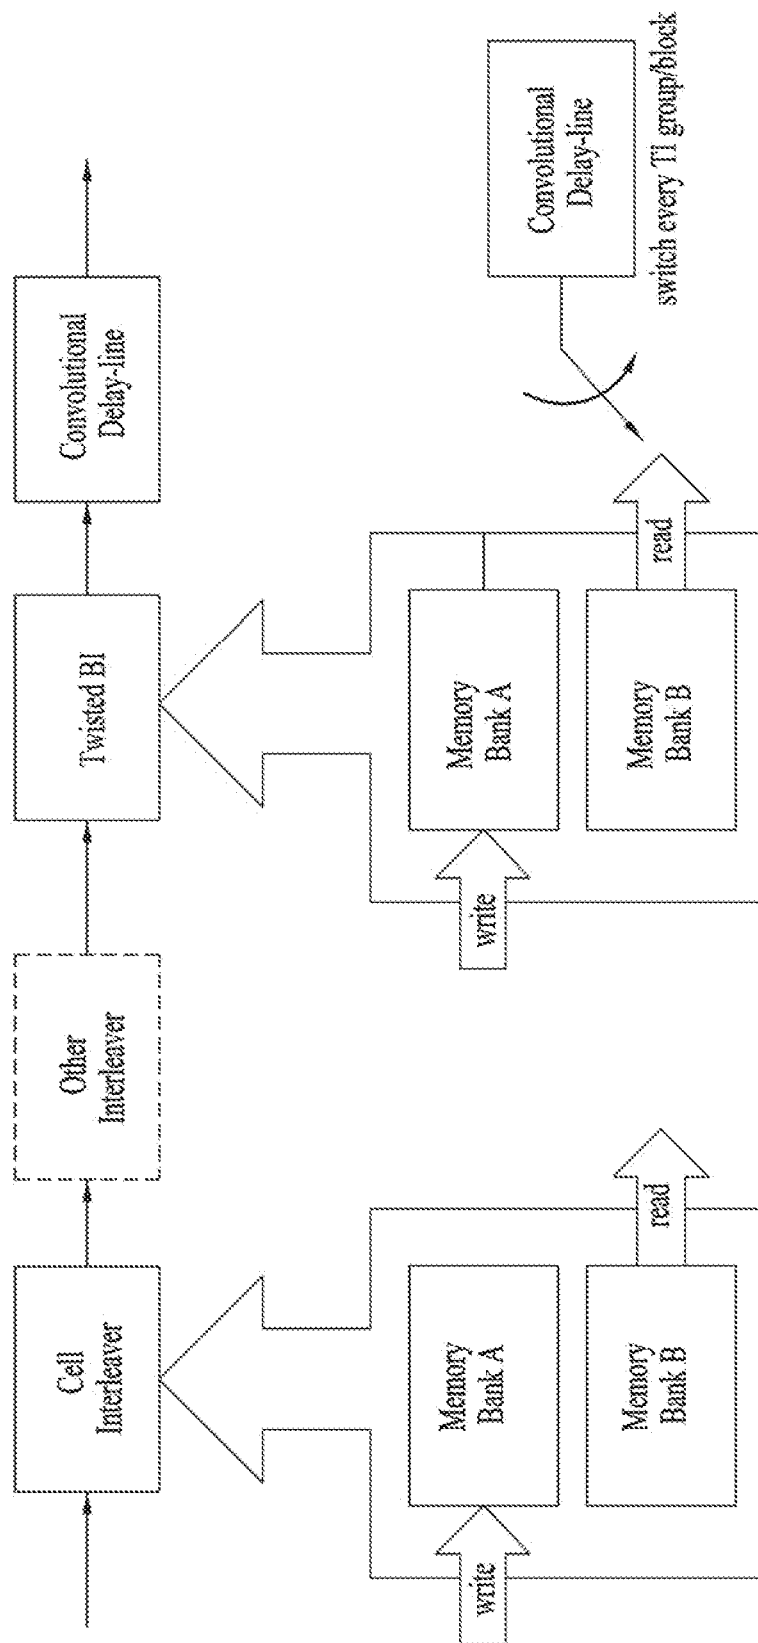 Cell
Interleaver
Other
Interleaver
Twisted BI
Convolutional
Delay-line
write
Memory
Bank A
Memory
Bank B
read
write
Memory
Bank A
Memory
Bank B
read
Convolutional
Delay-line
switch every TI group/block